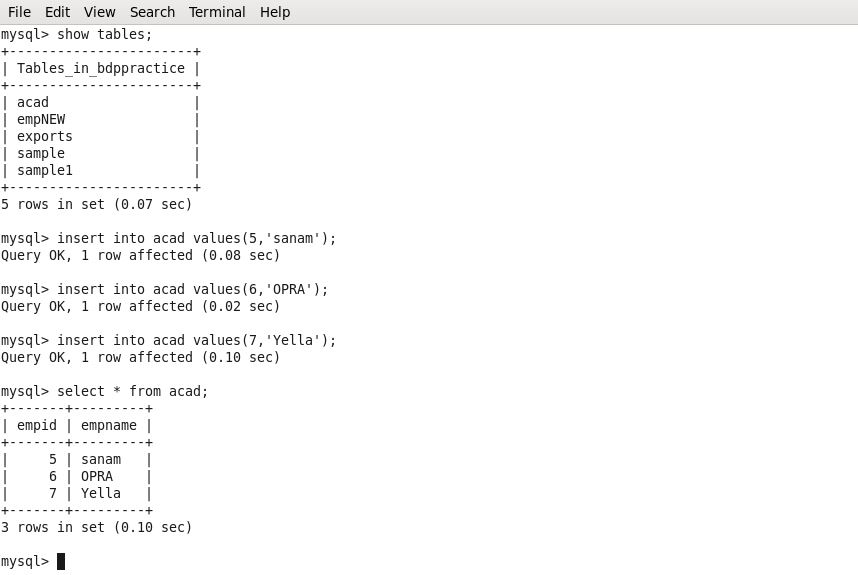 File Edit View Search Terminal Help
mysql> show tables;
+-----------------------+
| Tables_in_bdppractice |
+-----------------------+
| acad                  |
| empNEW                |
| exports               |
| sample                |
| sample1               |
+-----------------------+
5 rows in set (0.07 sec)

mysql> insert into acad values(5,'sanam');
Query OK, 1 row affected (0.08 sec)

mysql> insert into acad values(6,'OPRA');
Query OK, 1 row affected (0.02 sec)

mysql> insert into acad values(7,'Yella');
Query OK, 1 row affected (0.10 sec)

mysql> select * from acad;
+-------+---------+
| empid | empname |
+-------+---------+
|     5 | sanam   |
|     6 | OPRA    |
|     7 | Yella   |
+-------+---------+
3 rows in set (0.10 sec)

mysql>